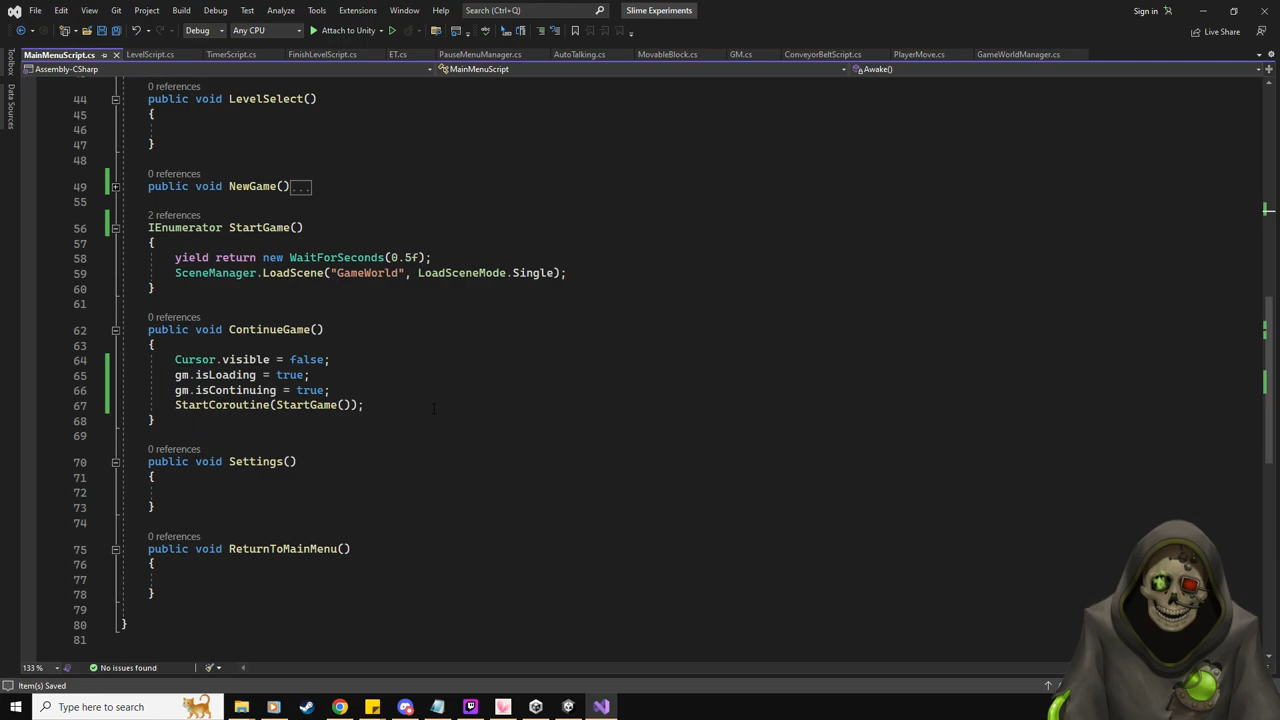 File Edit View Git Project Build Debug Test Analyze Tools Extensions Window Help Search (Ctrl+Q) Slime Experiments Sign in
Debug Any CPU Attach to Unity Live Share
MainMenuScript.cs LevelScript.cs TimerScript.cs FinishLevelScript.cs ET.cs PauseMenuManager.cs AutoTalking.cs MovableBlock.cs GM.cs ConveyorBeltScript.cs PlayerMove.cs GameWorldManager.cs
Assembly-CSharp MainMenuScript Awake()
Toolbox
Data Sources
0 references
44 public void LevelSelect()
45 {
46
47 }
48
0 references
49 public void NewGame()...
55
2 references
56 IEnumerator StartGame()
57 {
58 yield return new WaitForSeconds(0.5f);
59 SceneManager.LoadScene("GameWorld", LoadSceneMode.Single);
60 }
61
0 references
62 public void ContinueGame()
63 {
64 Cursor.visible = false;
65 gm.isLoading = true;
66 gm.isContinuing = true;
67 StartCoroutine(StartGame());
68 }
69
0 references
70 public void Settings()
71 {
72
73 }
74
0 references
75 public void ReturnToMainMenu()
76 {
77
78 }
79
80 }
81
133 % No issues found
Item(s) Saved
Type here to search